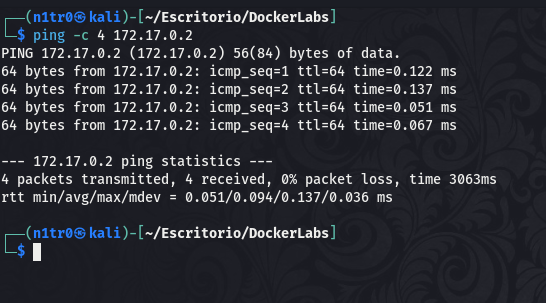 ┌──(n1tr0㉿kali)-[~/Escritorio/DockerLabs]
└─$ ping -c 4 172.17.0.2
PING 172.17.0.2 (172.17.0.2) 56(84) bytes of data.
64 bytes from 172.17.0.2: icmp_seq=1 ttl=64 time=0.122 ms
64 bytes from 172.17.0.2: icmp_seq=2 ttl=64 time=0.137 ms
64 bytes from 172.17.0.2: icmp_seq=3 ttl=64 time=0.051 ms
64 bytes from 172.17.0.2: icmp_seq=4 ttl=64 time=0.067 ms
--- 172.17.0.2 ping statistics ---
4 packets transmitted, 4 received, 0% packet loss, time 3063ms
rtt min/avg/max/mdev = 0.051/0.094/0.137/0.036 ms
┌──(n1tr0㉿kali)-[~/Escritorio/DockerLabs]
└─$